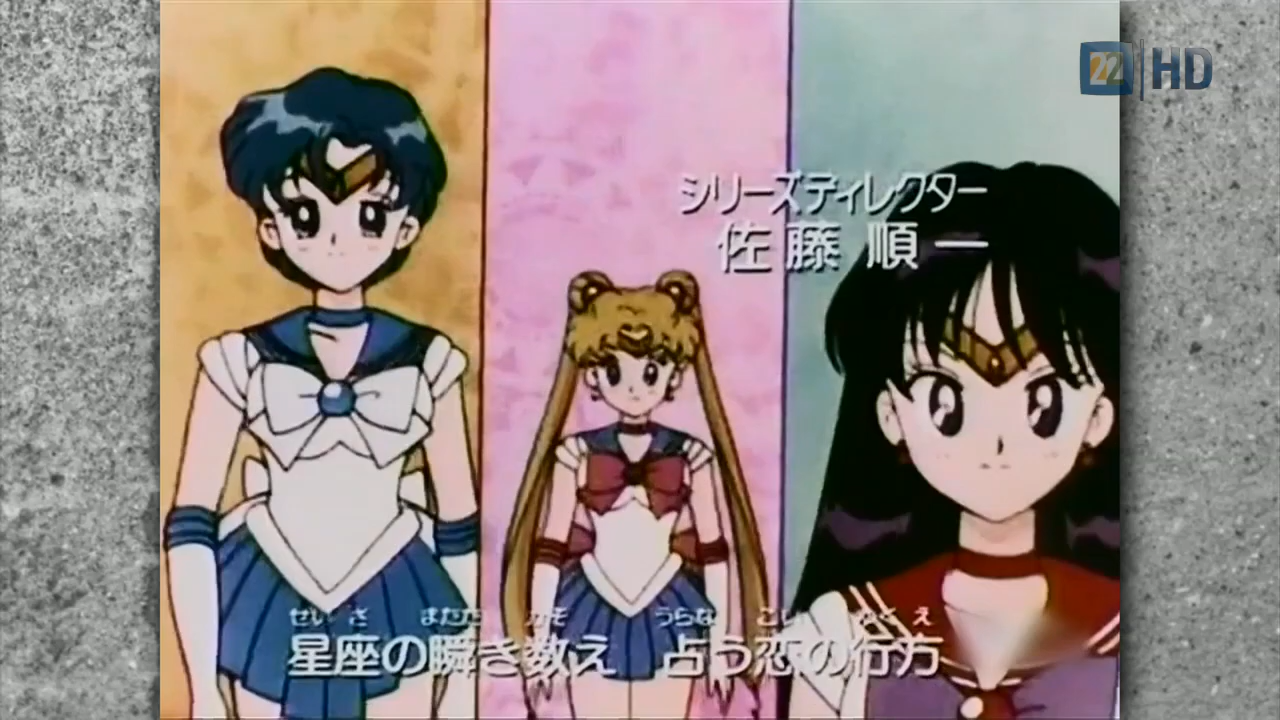 22 HD
シリーズディレクター
佐藤 順一
せい ざ まただ かぞ うらな こい ゆくえ
星座の瞬き数え 占う恋の行方